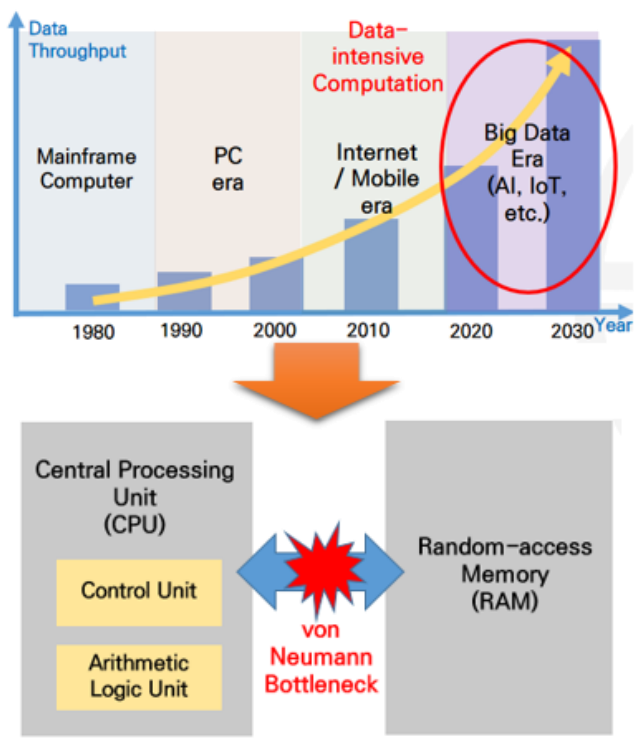 Data
Throughput
Data-
intensive
Computation
Mainframe
Computer
PC
era
Internet
/ Mobile
era
Big Data
Era
(AI, IoT,
etc.)
1980
1990
2000
2010
2020
2030
Year
Central Processing
Unit
(CPU)
Control Unit
Arithmetic
Logic Unit
von
Neumann
Bottleneck
Random-access
Memory
(RAM)